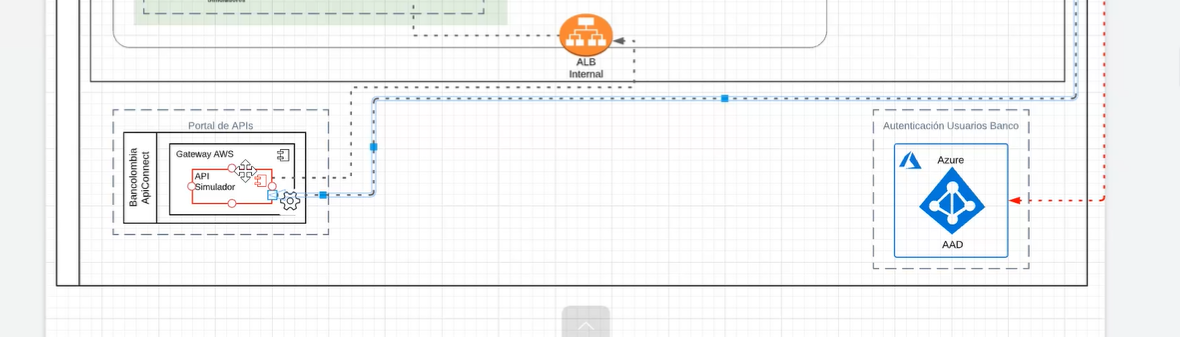 ALB
Internal
Portal de APIs
Bancolombia
ApiConnect
Gateway AWS
API
Simulador
Autenticación Usuarios Banco
Azure
AAD